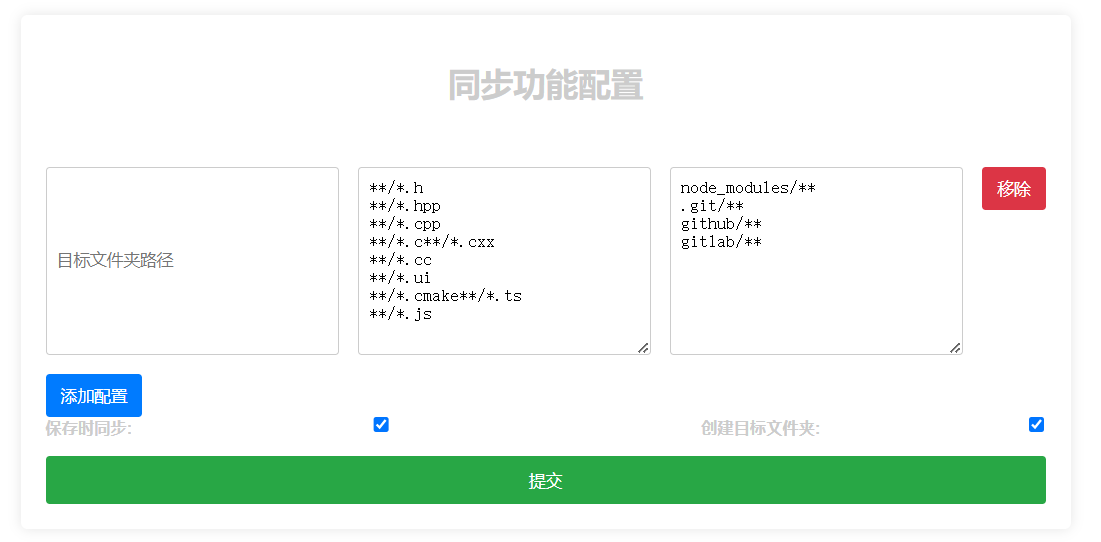 同步功能配置
目标文件夹路径
**/*.h
**/*.hpp
**/*.cpp
**/*.c**/*.cxx
**/*.cc
**/*.ui
**/*.cmake**/*.ts
**/*.js
node_modules/**
.git/**
github/**
gitlab/**
移除
添加配置
保存时同步:
创建目标文件夹:
提交